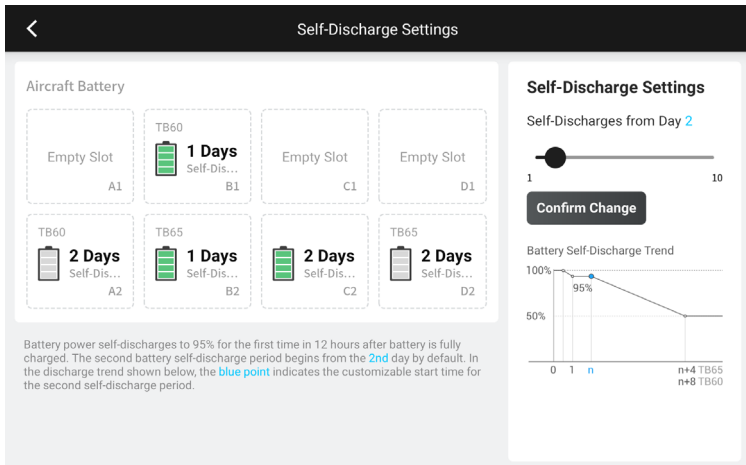 Self-Discharge Settings
Aircraft Battery
Empty Slot
A1
TB60
1 Days
Self-Dis...
B1
Empty Slot
C1
Empty Slot
D1
TB60
2 Days
Self-Dis...
A2
TB65
1 Days
Self-Dis...
B2
2 Days
Self-Dis...
C2
TB65
2 Days
Self-Dis...
D2
Battery power self-discharges to 95% for the first time in 12 hours after battery is fully
charged. The second battery self-discharge period begins from the 2nd day by default. In
the discharge trend shown below, the blue point indicates the customizable start time for
the second self-discharge period.
Self-Discharge Settings
Self-Discharges from Day 2
1 10
Confirm Change
Battery Self-Discharge Trend
100%
95%
50%
0 1 n n+4 TB65
n+8 TB60